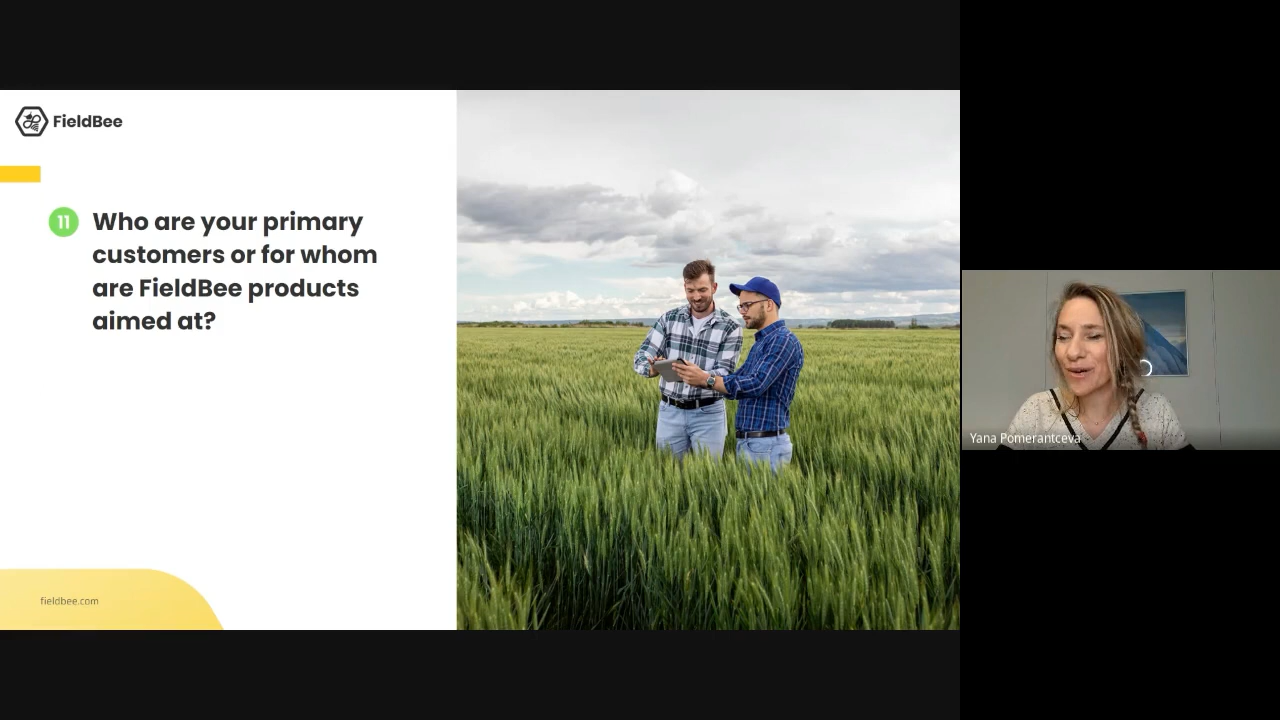 FieldBee
11
Who are your primary
customers or for whom
are FieldBee products
aimed at?
fieldbee.com
Yana Pomerantceva